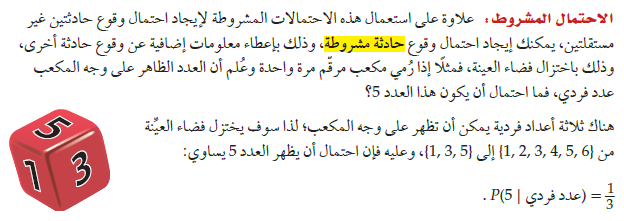 الاحتمال المشروط: علاوة على استعمال هذه الاحتمالات المشروطة لإيجاد احتمال وقوع حادثتين غير
مستقلتين، يمكنك إيجاد احتمال وقوع حادثة مشروطة، وذلك بإعطاء معلومات إضافية عن وقوع حادثة أخرى،
وذلك باختزال فضاء العينة، فمثلًا إذا رُمي مكعب مرقّم مرة واحدة وعُلم أن العدد الظاهر على وجه المكعب
عدد فردي، فما احتمال أن يكون هذا العدد 5؟
هناك ثلاثة أعداد فردية يمكن أن تظهر على وجه المكعب؛ لذا سوف يختزل فضاء العيِّنة
من {1, 2, 3, 4, 5, 6} إلى {1, 3, 5}، وعليه فإن احتمال أن يظهر العدد 5 يساوي:
P(5 | عدد فردي) = 1/3 .
5
1 3